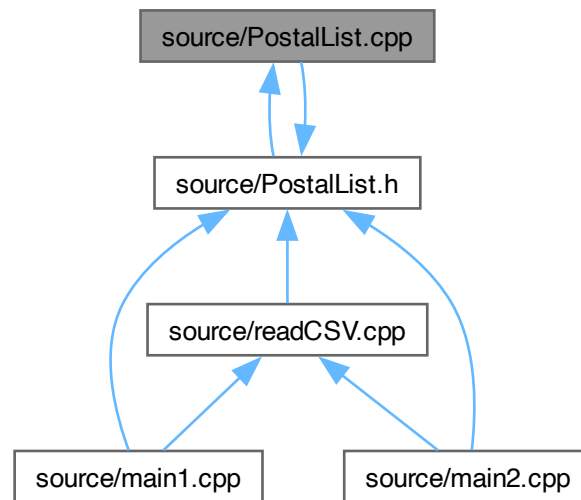 source/PostalList.cpp
source/PostalList.h
source/readCSV.cpp
source/main1.cpp
source/main2.cpp